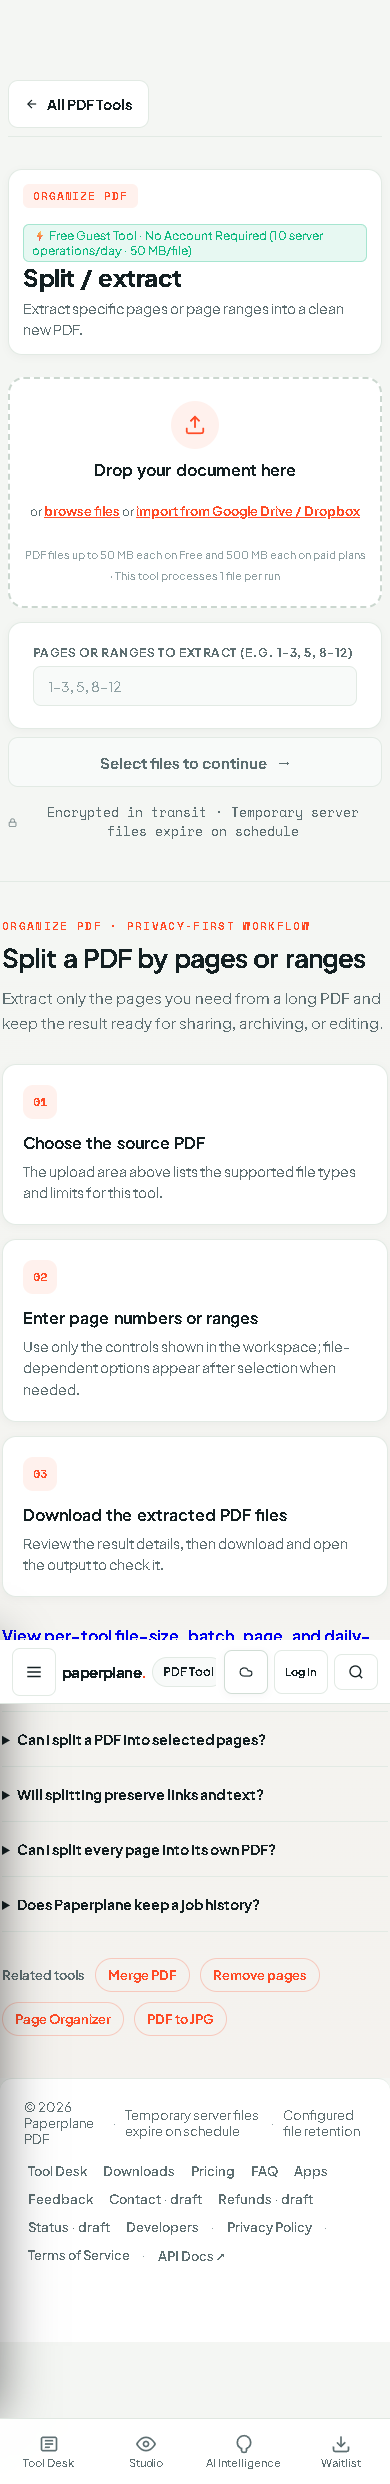 ← All PDF Tools
ORGANIZE PDF
Free Guest Tool · No Account Required (10 server
operations/day · 50 MB/file)
Split / extract
Extract specific pages or page ranges into a clean
new PDF.
Drop your document here
or browse files or import from Google Drive / Dropbox
PDF files up to 50 MB each on Free and 500 MB each on paid plans
· This tool processes 1 file per run
PAGES OR RANGES TO EXTRACT (E.G. 1-3, 5, 8-12)
1-3, 5, 8-12
Select files to continue →
Encrypted in transit · Temporary server
files expire on schedule
ORGANIZE PDF · PRIVACY-FIRST WORKFLOW
Split a PDF by pages or ranges
Extract only the pages you need from a long PDF and
keep the result ready for sharing, archiving, or editing.
01
Choose the source PDF
The upload area above lists the supported file types
and limits for this tool.
02
Enter page numbers or ranges
Use only the controls shown in the workspace; file-
dependent options appear after selection when
needed.
03
Download the extracted PDF files
Review the result details, then download and open
the output to check it.
View per-tool file-size, batch, page, and daily-
paperplane. PDF Tool Log in
Can I split a PDF into selected pages?
Will splitting preserve links and text?
Can I split every page into its own PDF?
Does Paperplane keep a job history?
Related tools Merge PDF Remove pages
Page Organizer PDF to JPG
© 2026
Paperplane
PDF
· Temporary server files
expire on schedule
· Configured
file retention
Tool Desk Downloads Pricing FAQ Apps
Feedback Contact · draft Refunds · draft
Status · draft Developers · Privacy Policy ·
Terms of Service · API Docs ↗
Tool Desk Studio AI Intelligence Waitlist